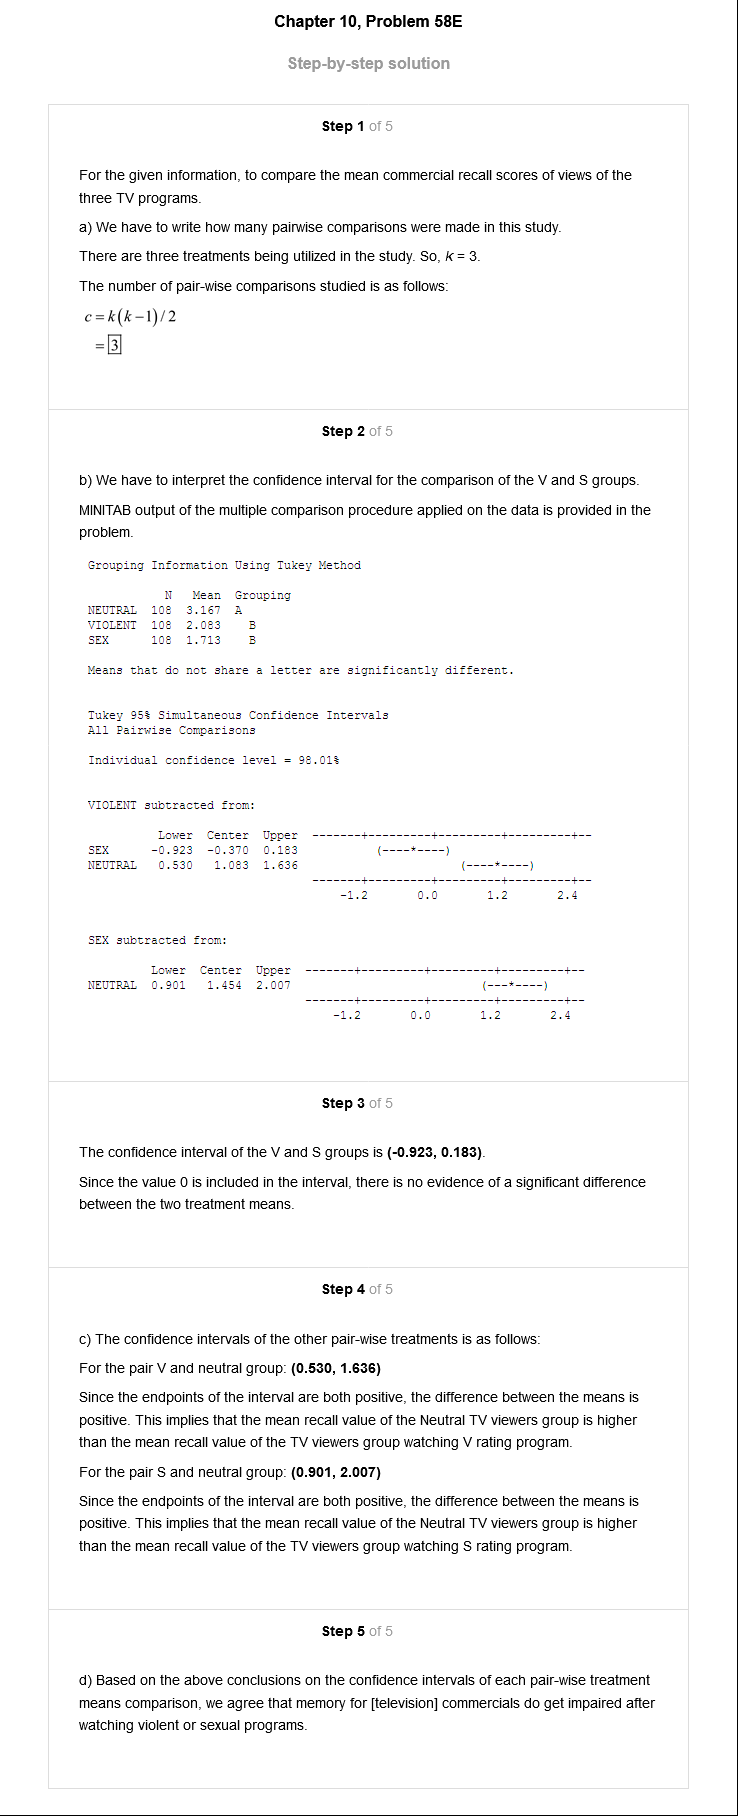 Chapter 10, Problem 58E
Step-by-step solution
Step 1 of 5
For the given information, to compare the mean commercial recall scores of views of the
three TV programs.
a) We have to write how many pairwise comparisons were made in this study.
There are three treatments being utilized in the study. So, k = 3.
The number of pair-wise comparisons studied is as follows:
c = k(k−1)/2
= 3
Step 2 of 5
b) We have to interpret the confidence interval for the comparison of the V and S groups.
MINITAB output of the multiple comparison procedure applied on the data is provided in the
problem.
Grouping Information Using Tukey Method
N Mean Grouping
NEUTRAL 108 3.167 A
VIOLENT 108 2.083 B
SEX 108 1.713 B
Means that do not share a letter are significantly different.
Tukey 95% Simultaneous Confidence Intervals
All Pairwise Comparisons
Individual confidence level = 98.01%
VIOLENT subtracted from:
Lower Center Upper -------+---------+---------+---------+--
SEX -0.923 -0.370 0.183 (----*----)
NEUTRAL 0.530 1.083 1.636 (----*----)
-------+---------+---------+---------+--
-1.2 0.0 1.2 2.4
SEX subtracted from:
Lower Center Upper -------+---------+---------+---------+--
NEUTRAL 0.901 1.454 2.007 (---*----)
-------+---------+---------+---------+--
-1.2 0.0 1.2 2.4
Step 3 of 5
The confidence interval of the V and S groups is (-0.923, 0.183).
Since the value 0 is included in the interval, there is no evidence of a significant difference
between the two treatment means.
Step 4 of 5
c) The confidence intervals of the other pair-wise treatments is as follows:
For the pair V and neutral group: (0.530, 1.636)
Since the endpoints of the interval are both positive, the difference between the means is
positive. This implies that the mean recall value of the Neutral TV viewers group is higher
than the mean recall value of the TV viewers group watching V rating program.
For the pair S and neutral group: (0.901, 2.007)
Since the endpoints of the interval are both positive, the difference between the means is
positive. This implies that the mean recall value of the Neutral TV viewers group is higher
than the mean recall value of the TV viewers group watching S rating program.
Step 5 of 5
d) Based on the above conclusions on the confidence intervals of each pair-wise treatment
means comparison, we agree that memory for [television] commercials do get impaired after
watching violent or sexual programs.